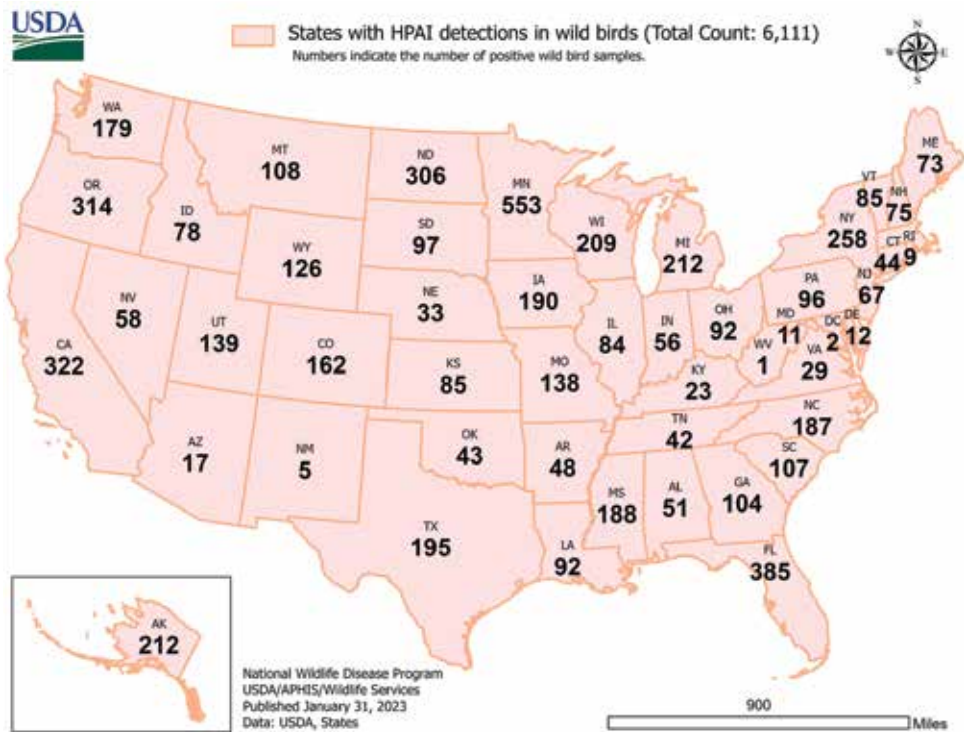 USDA
States with HPAI detections in wild birds (Total Count: 6,111)
Numbers indicate the number of positive wild bird samples.
N
W
E
S
WA
179
MT
108
ND
306
MN
553
ME
73
VT
85
NH
75
OR
314
ID
78
SD
97
WI
209
MI
212
NY
258
CT
44
RI
9
WY
126
IA
190
PA
96
NJ
67
NV
58
UT
139
NE
33
IL
84
IN
56
OH
92
MD
11
DC
2
DE
12
CA
322
CO
162
KS
85
MO
138
WV
1
VA
29
KY
23
NC
187
AZ
17
NM
5
OK
43
AR
48
TN
42
SC
107
MS
188
AL
51
GA
104
TX
195
LA
92
FL
385
AK
212
National Wildlife Disease Program
USDA/APHIS/Wildlife Services
Published January 31, 2023
Data: USDA, States
900
Miles